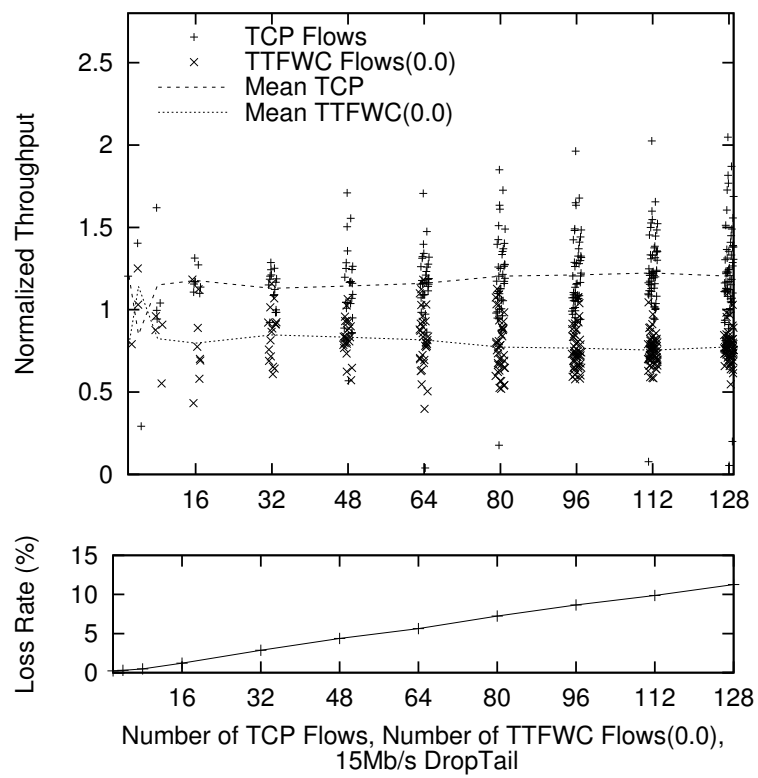 TCP Flows
TTFWC Flows(0.0)
Mean TCP
Mean TTFWC(0.0)
Normalized Throughput
2.5
2
1.5
1
0.5
0
16 32 48 64 80 96 112 128
Loss Rate (%)
15
10
5
0
16 32 48 64 80 96 112 128
Number of TCP Flows, Number of TTFWC Flows(0.0),
15Mb/s DropTail